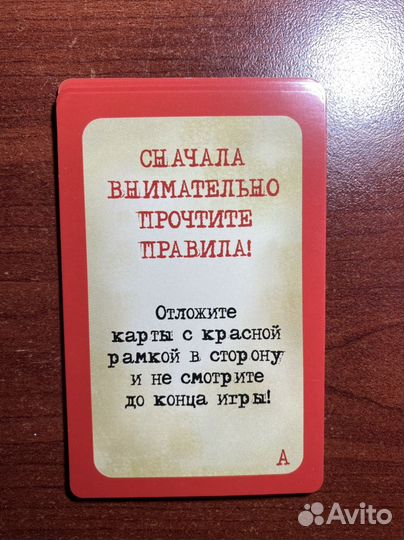 СНАЧАЛА
ВНИМАТЕЛЬНО
ПРОЧТИТЕ
ПРАВИЛА!
Отложите
карты с красной
рамкой в сторону
и не смотрите
до конца игры!
А
Avito